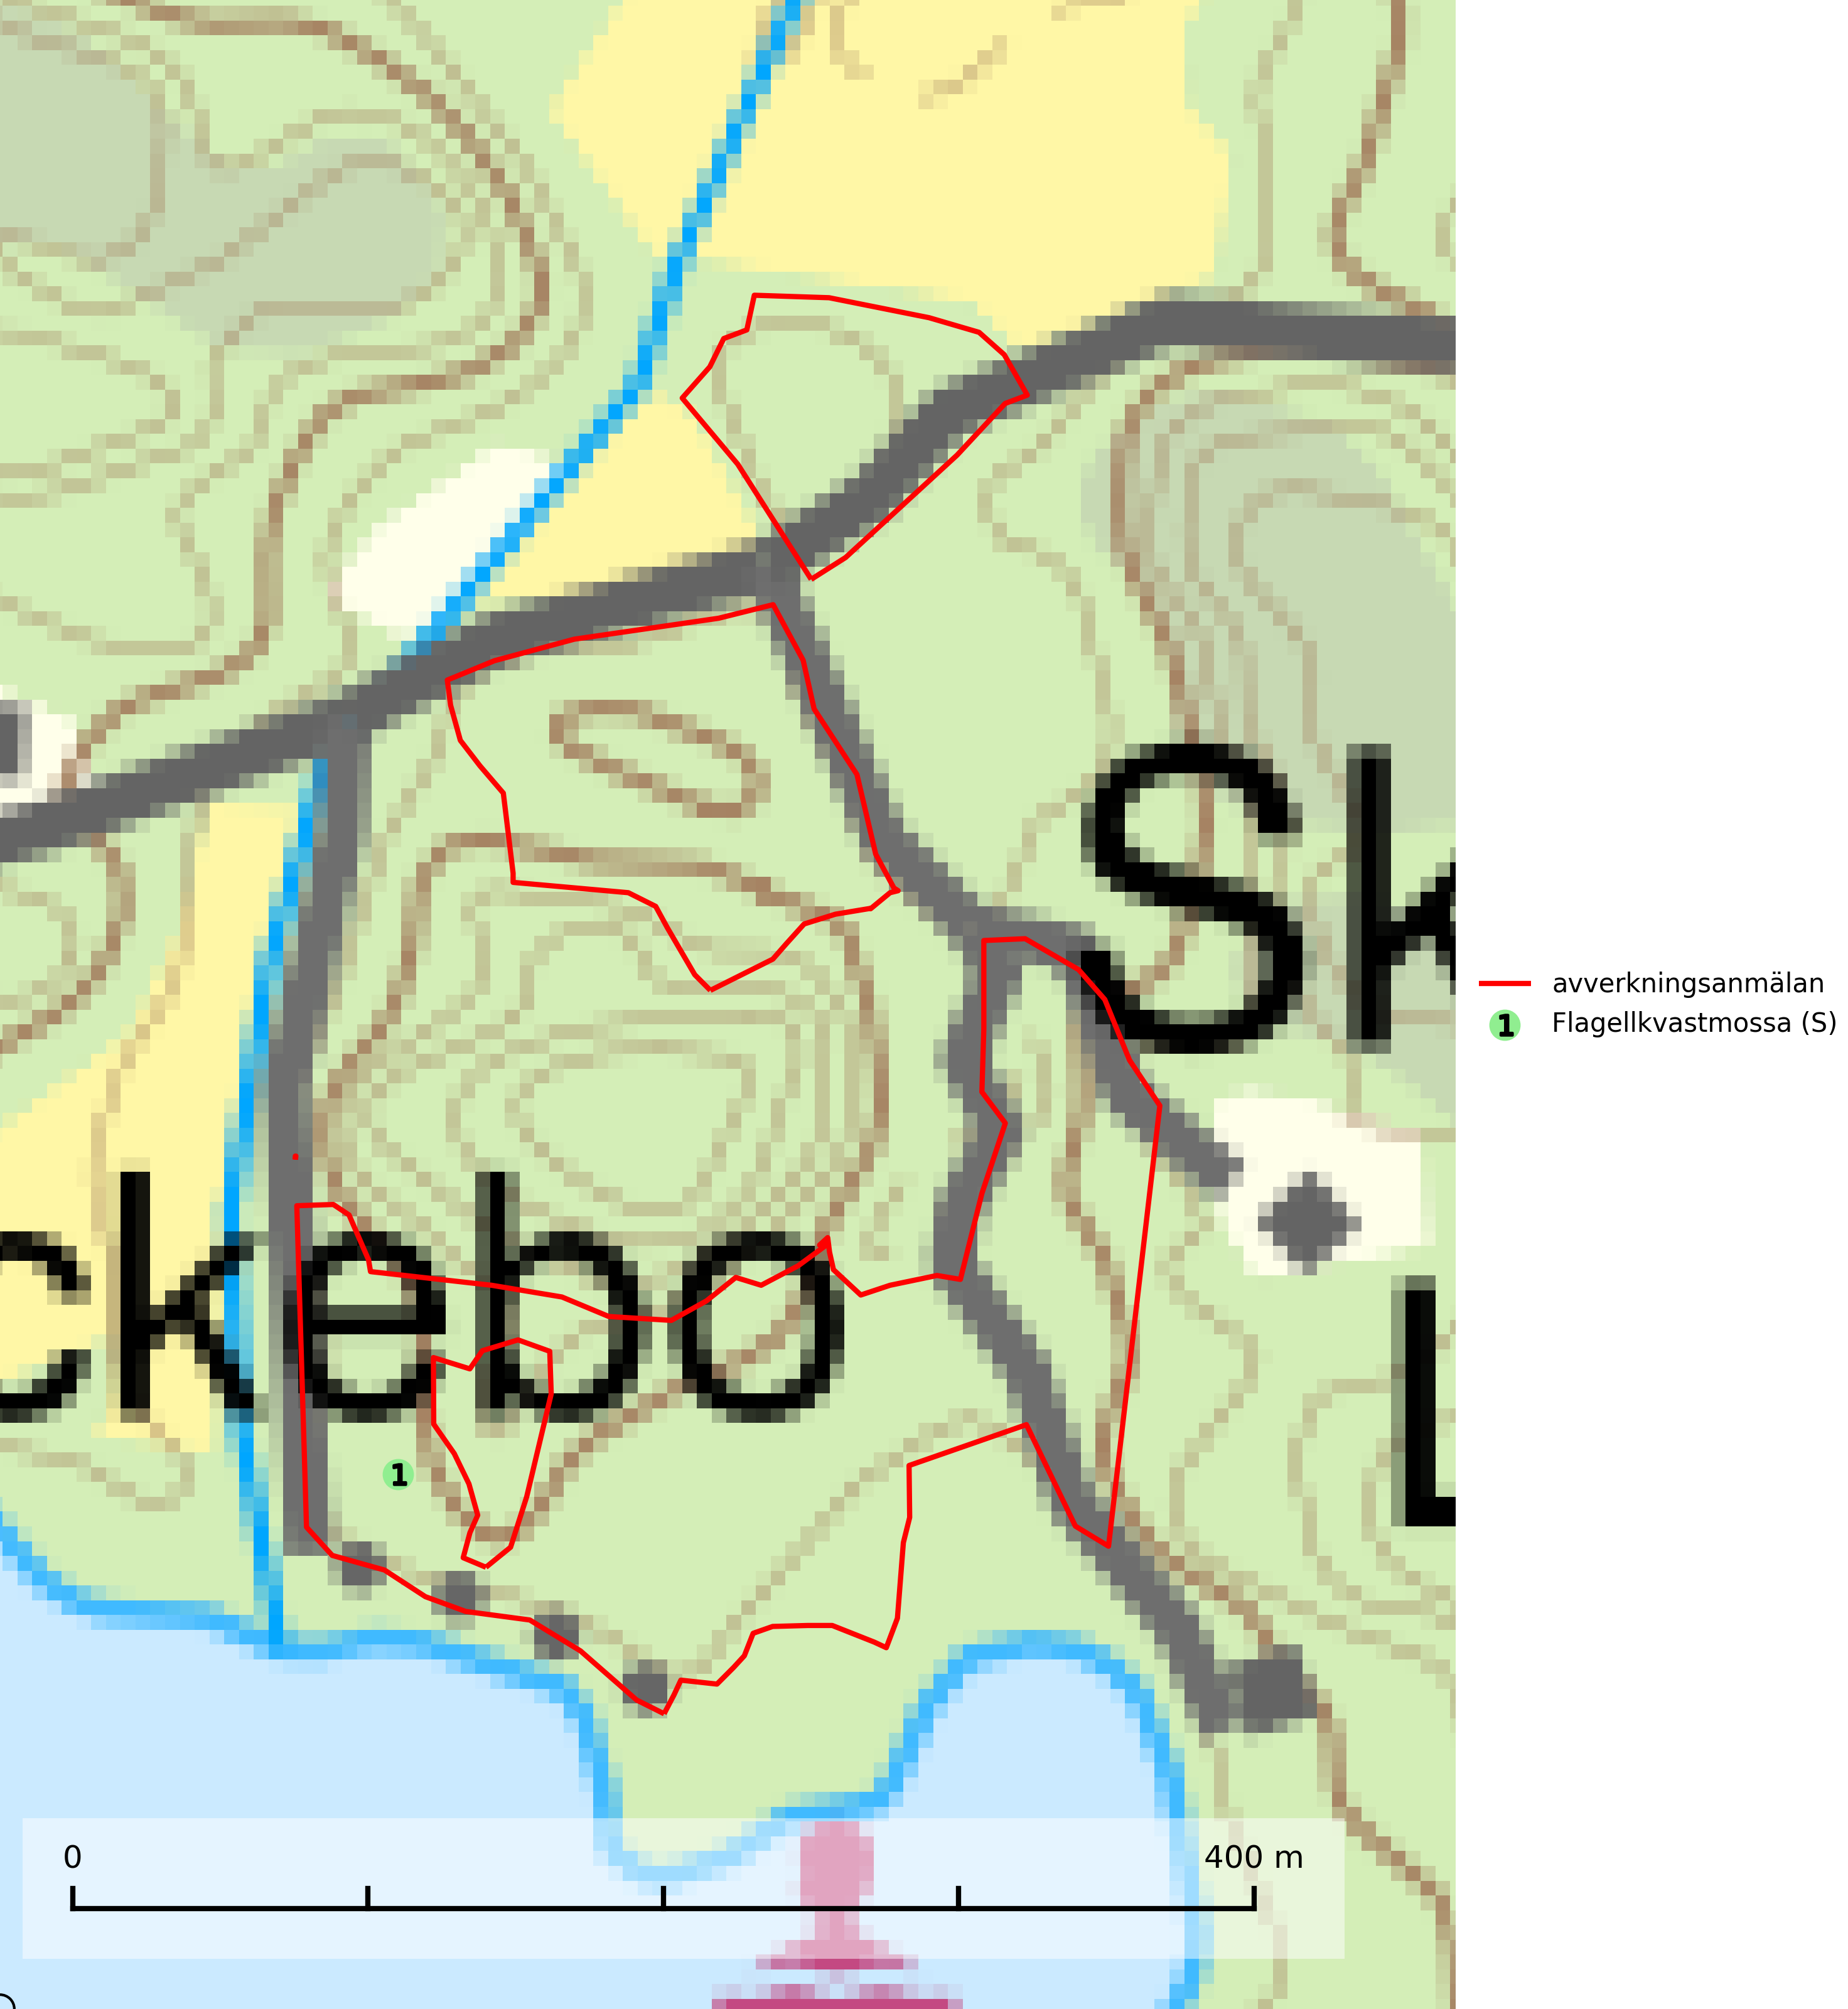 Sk
avverkningsanmälan
1 Flagellkvastmossa (S)
ckebo
L
1
0 400 m